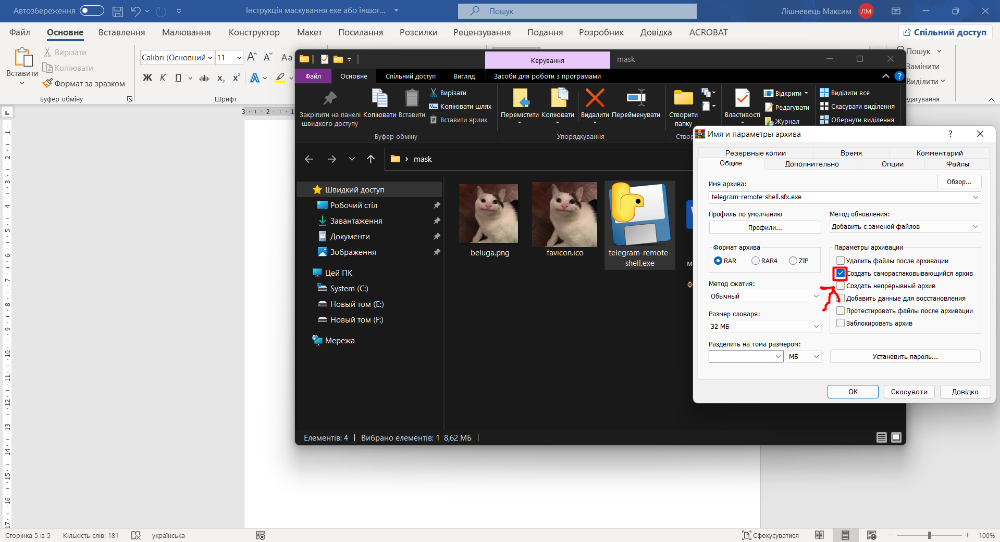 Автозбереження
Інструкція маскування exe або іншог...
Пошук
Лішневець Максим
ЛМ
Файл
Основне
Вставлення
Малювання
Конструктор
Макет
Посилання
Розсилки
Рецензування
Подання
Розробник
Довідка
ACROBAT
Спільний доступ
Вставити
Вирізати
Копіювати
Формат за зразком
Буфер обміну
Calibri (Основний
11
Аа
Ж К П ab x₂ x²
Шрифт
Пошук
Замінити
Виділити
едагування
Керування
mask
Файл
Основне
Спільний доступ
Вигляд
Засоби для роботи з програмами
Закріпити на панелі
швидкого доступу
Копіювати
Вставити
Вирізати
Копіювати шлях
Вставити ярлик
Буфер обміну
Перемістити
Копіювати
Видалити
Перейменувати
Упорядкування
Створити
папку
Створ
Властивості
Відкрити
Редагувати
Журнал
Виділити все
Скасувати виділення
Обернути виділення
mask
Швидкий доступ
Робочий стіл
Завантаження
Документи
Зображення
Цей ПК
System (C:)
Новый том (E:)
Новый том (F:)
Мережа
beluga.png
favicon.ico
telegram-remote-
shell.exe
Елементів: 4
Вибрано елементів: 1 8,62 МБ
Имя и параметры архива
?
Резервные копии
Время
Комментарий
Общие
Дополнительно
Опции
Файлы
Имя архива:
Обзор...
telegram-remote-shell.sfx.exe
Профиль по умолчанию
Профили...
Метод обновления:
Добавить с заменой файлов
Формат архива
RAR
RAR4
ZIP
Метод сжатия:
Обычный
Размер словаря:
32 МБ
Разделить на тома размером:
МБ
Параметры архивации
Удалить файлы после архивации
Создать самораспаковывающийся архив
Создать непрерывный архив
Добавить данные для восстановления
Протестировать файлы после архивации
Заблокировать архив
Установить пароль...
OK
Скасувати
Довідка
Сторінка 5 із 5
Кількість слів: 181
українська
Сфокусуватися
100%